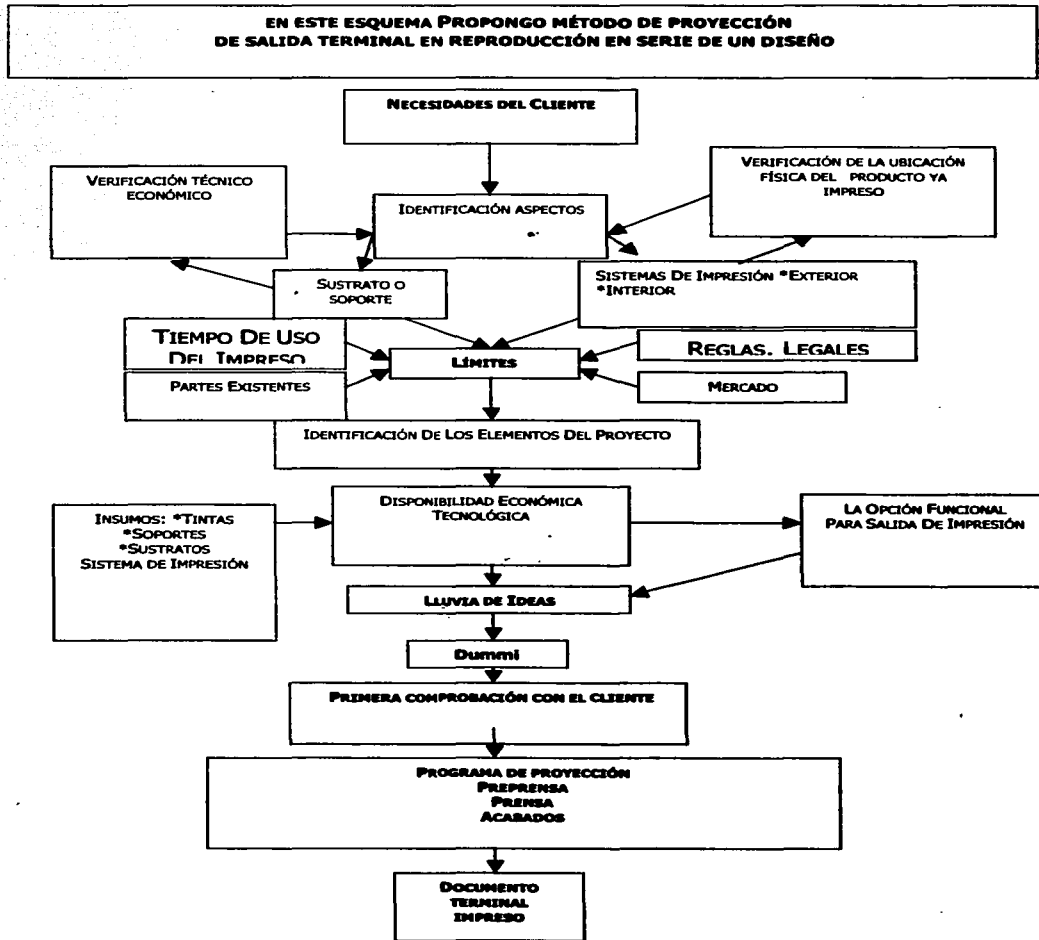 EN ESTE ESQUEMA PROPONGO MÉTODO DE PROYECCIÓN
DE SALIDA TERMINAL EN REPRODUCCIÓN EN SERIE DE UN DISEÑO
NECESIDADES DEL CLIENTE
VERIFICACIÓN TÉCNICO
ECONÓMICO
VERIFICACIÓN DE LA UBICACIÓN
FÍSICA DEL PRODUCTO YA
IMPRESO
IDENTIFICACIÓN ASPECTOS
SUSTRATO O
SOPORTE
SISTEMAS DE IMPRESIÓN *EXTERIOR
*INTERIOR
TIEMPO DE USO
DEL IMPRESO
LÍMITES
REGLAS. LEGALES
PARTES EXISTENTES
MERCADO
IDENTIFICACIÓN DE LOS ELEMENTOS DEL PROYECTO
INSUMOS: *TINTAS
*SOPORTES
*SUSTRATOS
SISTEMA DE IMPRESIÓN
DISPONIBILIDAD ECONÓMICA
TECNOLÓGICA
LA OPCIÓN FUNCIONAL
PARA SALIDA DE IMPRESIÓN
LLUVIA DE IDEAS
Dummi
PRIMERA COMPROBACIÓN CON EL CLIENTE
PROGRAMA DE PROYECCIÓN
PREPRENSA
PRENSA
ACABADOS
DOCUMENTO
TERMINAL
IMPRESO